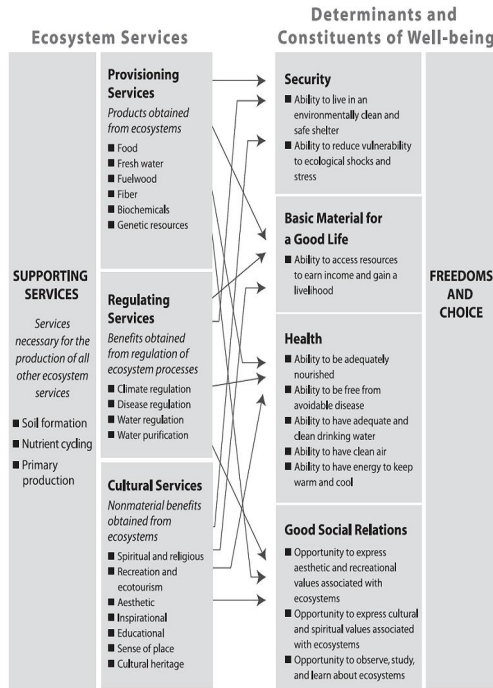 Ecosystem Services
Determinants and
Constituents of Well-being
SUPPORTING
SERVICES
Services
necessary for the
production of all
other ecosystem
services
■ Soil formation
■ Nutrient cycling
■ Primary
production
Provisioning
Services
Products obtained
from ecosystems
■ Food
■ Fresh water
■ Fuelwood
■ Fiber
■ Biochemicals
■ Genetic resources
Regulating
Services
Benefits obtained
from regulation of
ecosystem processes
■ Climate regulation
■ Disease regulation
■ Water regulation
■ Water purification
Cultural Services
Nonmaterial benefits
obtained from
ecosystems
■ Spiritual and religious
■ Recreation and
ecotourism
■ Aesthetic
■ Inspirational
■ Educational
■ Sense of place
■ Cultural heritage
Security
■ Ability to live in an
environmentally clean and
safe shelter
■ Ability to reduce vulnerability
to ecological shocks and
stress
Basic Material for
a Good Life
■ Ability to access resources
to earn income and gain a
livelihood
Health
■ Ability to be adequately
nourished
■ Ability to be free from
avoidable disease
■ Ability to have adequate and
clean drinking water
■ Ability to have clean air
■ Ability to have energy to keep
warm and cool
Good Social Relations
■ Opportunity to express
aesthetic and recreational
values associated with
ecosystems
■ Opportunity to express cultural
and spiritual values associated
with ecosystems
■ Opportunity to observe, study,
and learn about ecosystems
FREEDOMS
AND
CHOICE